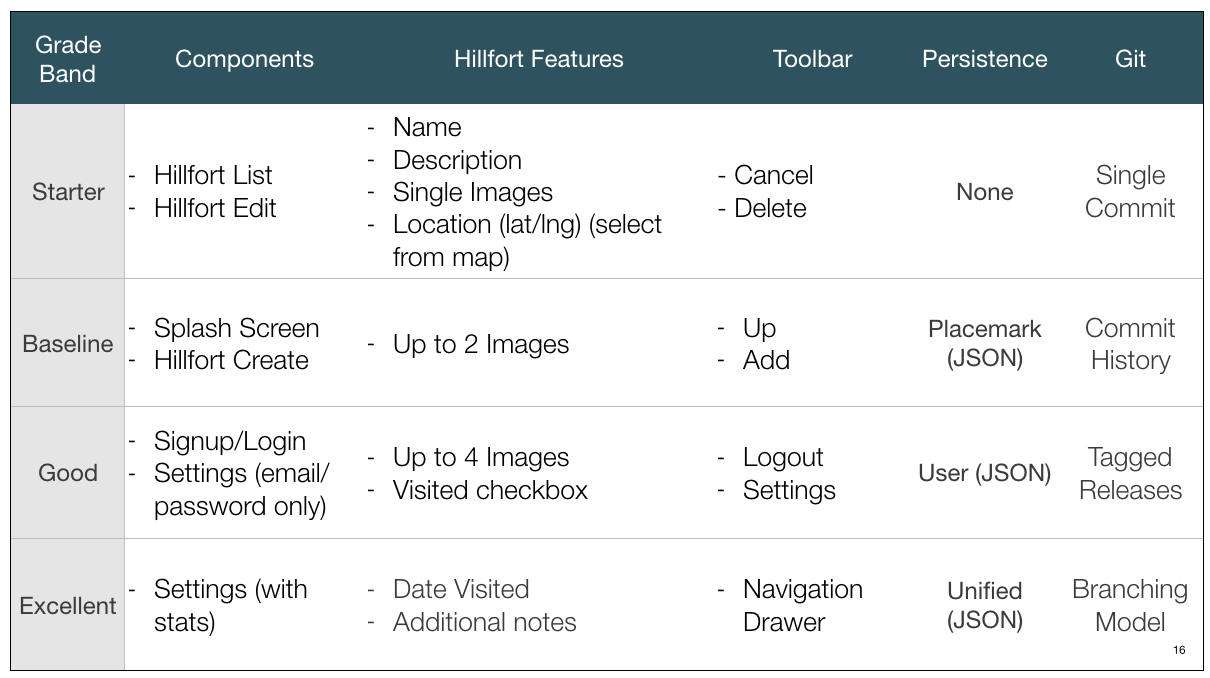 Grade Band
Components
Hillfort Features
Toolbar
Persistence
Git
Starter
- Hillfort List
- Hillfort Edit
- Name
- Description
- Single Images
- Location (lat/lng) (select
from map)
- Cancel
- Delete
None
Single
Commit
Baseline
- Splash Screen
- Hillfort Create
- Up to 2 Images
- Up
- Add
Placemark
(JSON)
Commit
History
Good
- Signup/Login
- Settings (email/
password only)
- Up to 4 Images
- Visited checkbox
- Logout
- Settings
User (JSON)
Tagged
Releases
Excellent
- Settings (with
stats)
- Date Visited
- Additional notes
- Navigation
Drawer
Unified
(JSON)
Branching
Model
16